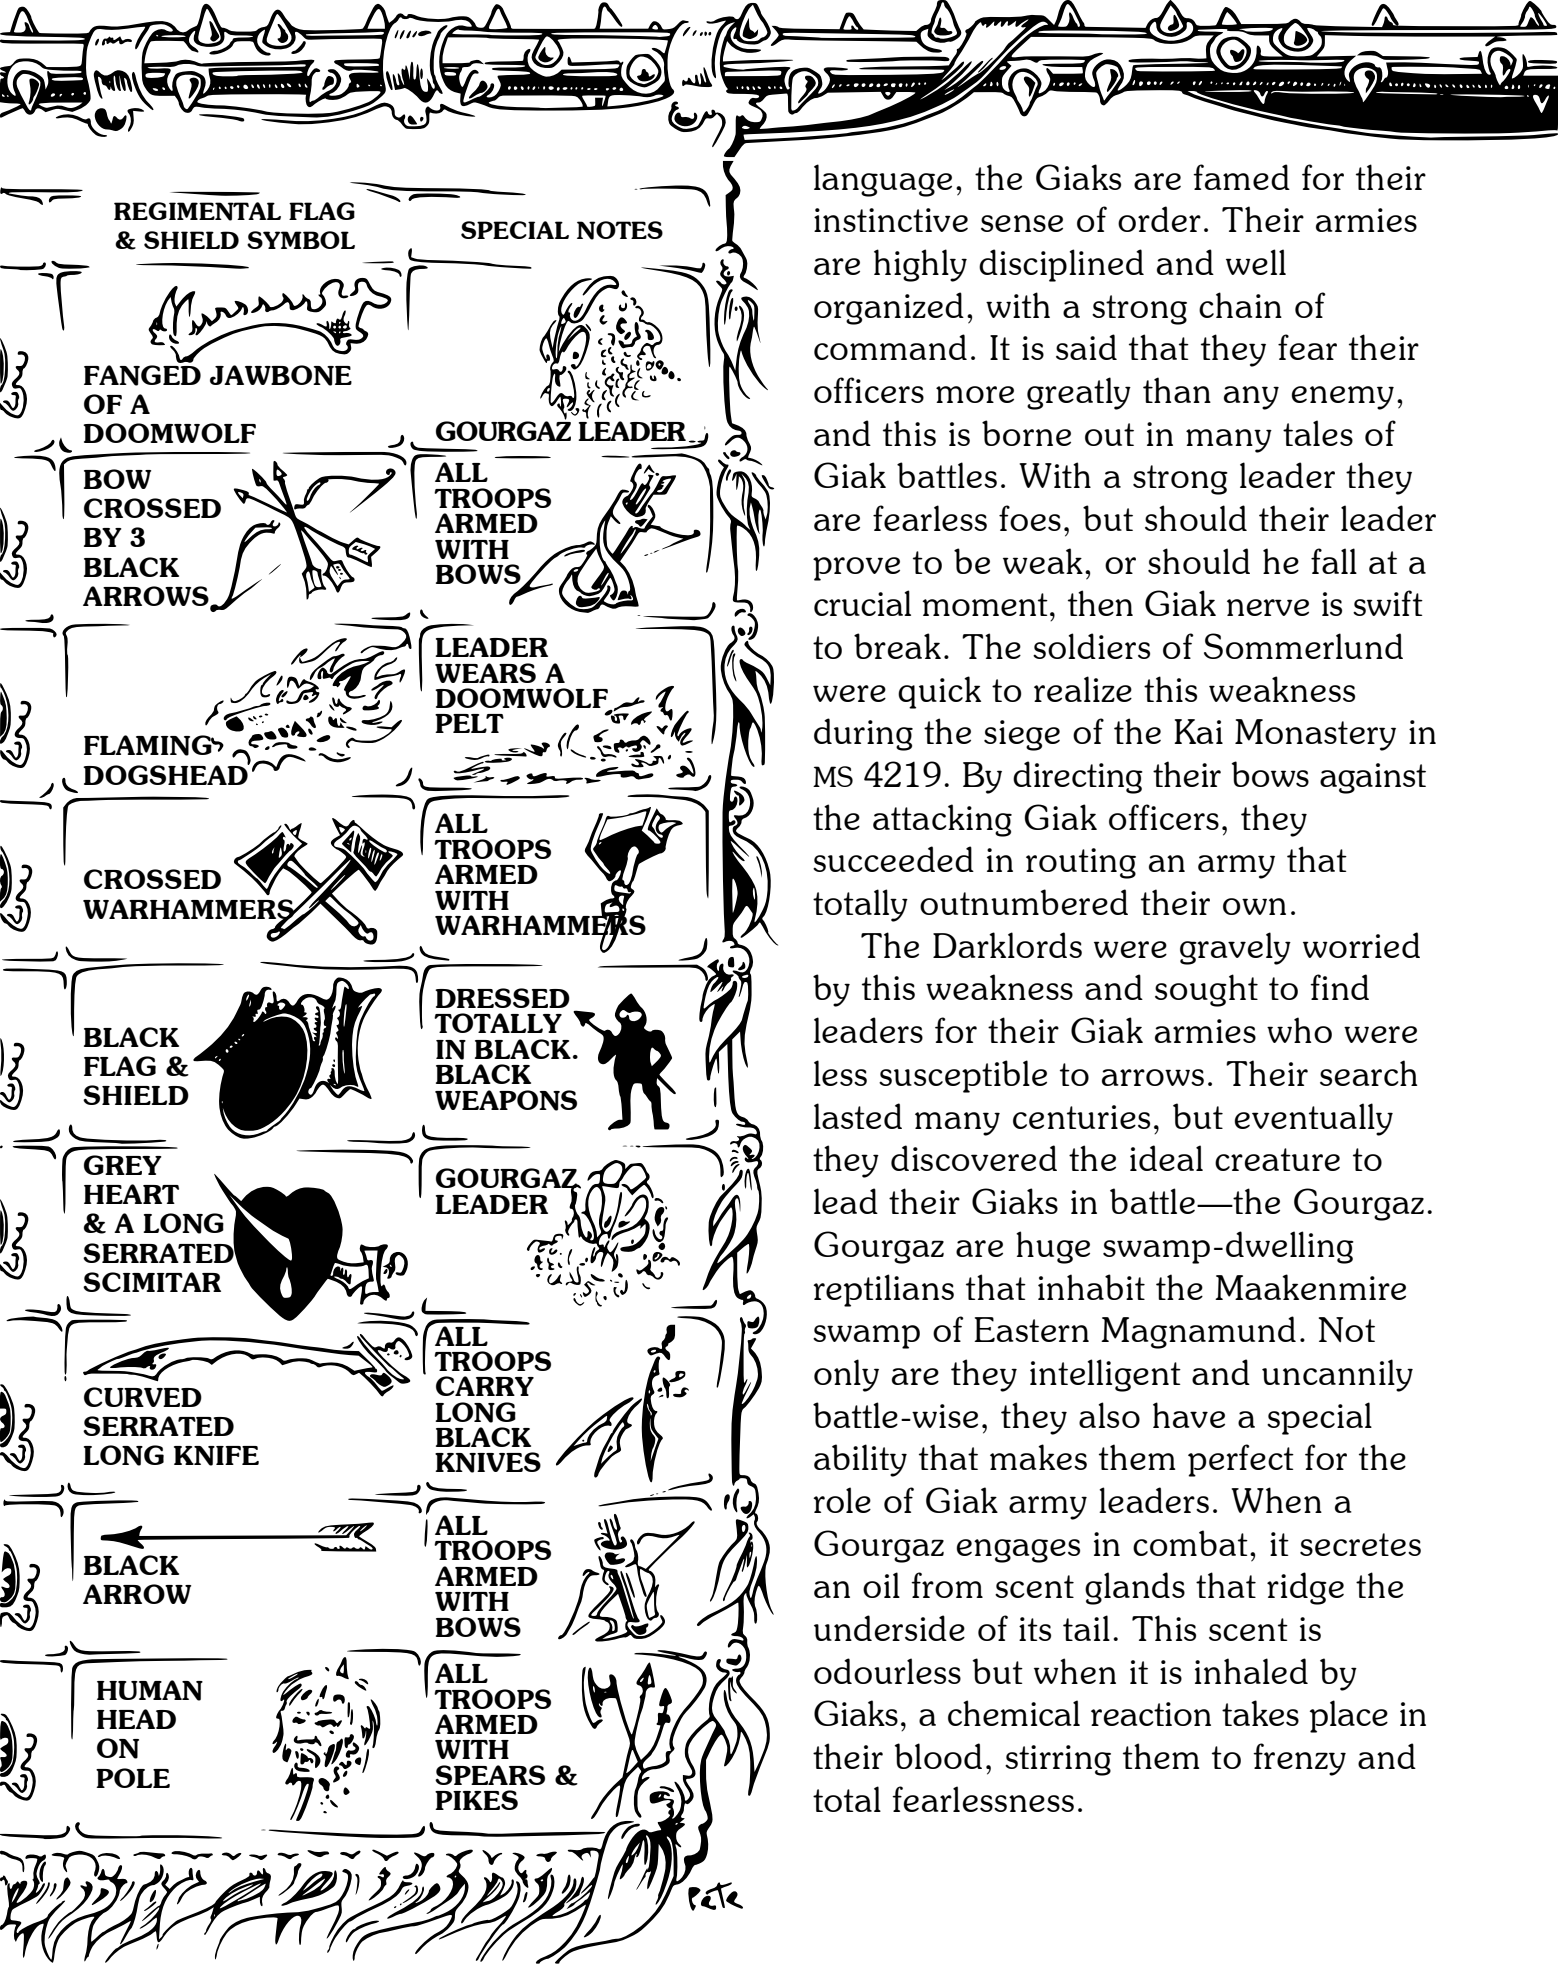 REGIMENTAL FLAG
& SHIELD SYMBOL
SPECIAL NOTES
FANGED JAWBONE
OF A
DOOMWOLF
GOURGAZ LEADER
BOW
CROSSED
BY 3
BLACK
ARROWS
ALL
TROOPS
ARMED
WITH
BOWS
FLAMING
DOGSHEAD
LEADER
WEARS A
DOOMWOLF
PELT
CROSSED
WARHAMMERS
ALL
TROOPS
ARMED
WITH
WARHAMMERS
BLACK
FLAG &
SHIELD
DRESSED
TOTALLY
IN BLACK.
BLACK
WEAPONS
GREY
HEART
& A LONG
SERRATED
SCIMITAR
GOURGAZ
LEADER
CURVED
SERRATED
LONG KNIFE
ALL
TROOPS
CARRY
LONG
BLACK
KNIVES
BLACK
ARROW
ALL
TROOPS
ARMED
WITH
BOWS
HUMAN
HEAD
ON
POLE
ALL
TROOPS
ARMED
WITH
SPEARS &
PIKES
PeTe
language, the Giaks are famed for their
instinctive sense of order. Their armies
are highly disciplined and well
organized, with a strong chain of
command. It is said that they fear their
officers more greatly than any enemy,
and this is borne out in many tales of
Giak battles. With a strong leader they
are fearless foes, but should their leader
prove to be weak, or should he fall at a
crucial moment, then Giak nerve is swift
to break. The soldiers of Sommerlund
were quick to realize this weakness
during the siege of the Kai Monastery in
MS 4219. By directing their bows against
the attacking Giak officers, they
succeeded in routing an army that
totally outnumbered their own.
The Darklords were gravely worried
by this weakness and sought to find
leaders for their Giak armies who were
less susceptible to arrows. Their search
lasted many centuries, but eventually
they discovered the ideal creature to
lead their Giaks in battle—the Gourgaz.
Gourgaz are huge swamp-dwelling
reptilians that inhabit the Maakenmire
swamp of Eastern Magnamund. Not
only are they intelligent and uncannily
battle-wise, they also have a special
ability that makes them perfect for the
role of Giak army leaders. When a
Gourgaz engages in combat, it secretes
an oil from scent glands that ridge the
underside of its tail. This scent is
odourless but when it is inhaled by
Giaks, a chemical reaction takes place in
their blood, stirring them to frenzy and
total fearlessness.